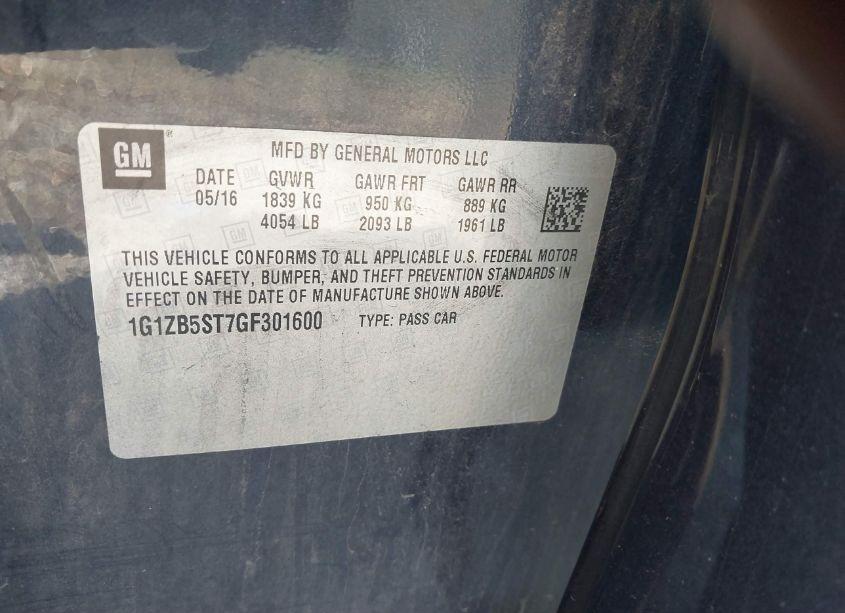 GM ®
MFD BY GENERAL MOTORS LLC
DATE GVWR GAWR FRT GAWR RR
05/16 1839 KG 950 KG 889 KG
4054 LB 2093 LB 1961 LB
THIS VEHICLE CONFORMS TO ALL APPLICABLE U.S. FEDERAL MOTOR
VEHICLE SAFETY, BUMPER, AND THEFT PREVENTION STANDARDS IN
EFFECT ON THE DATE OF MANUFACTURE SHOWN ABOVE.
1G1ZB5ST7GF301600 TYPE: PASS CAR